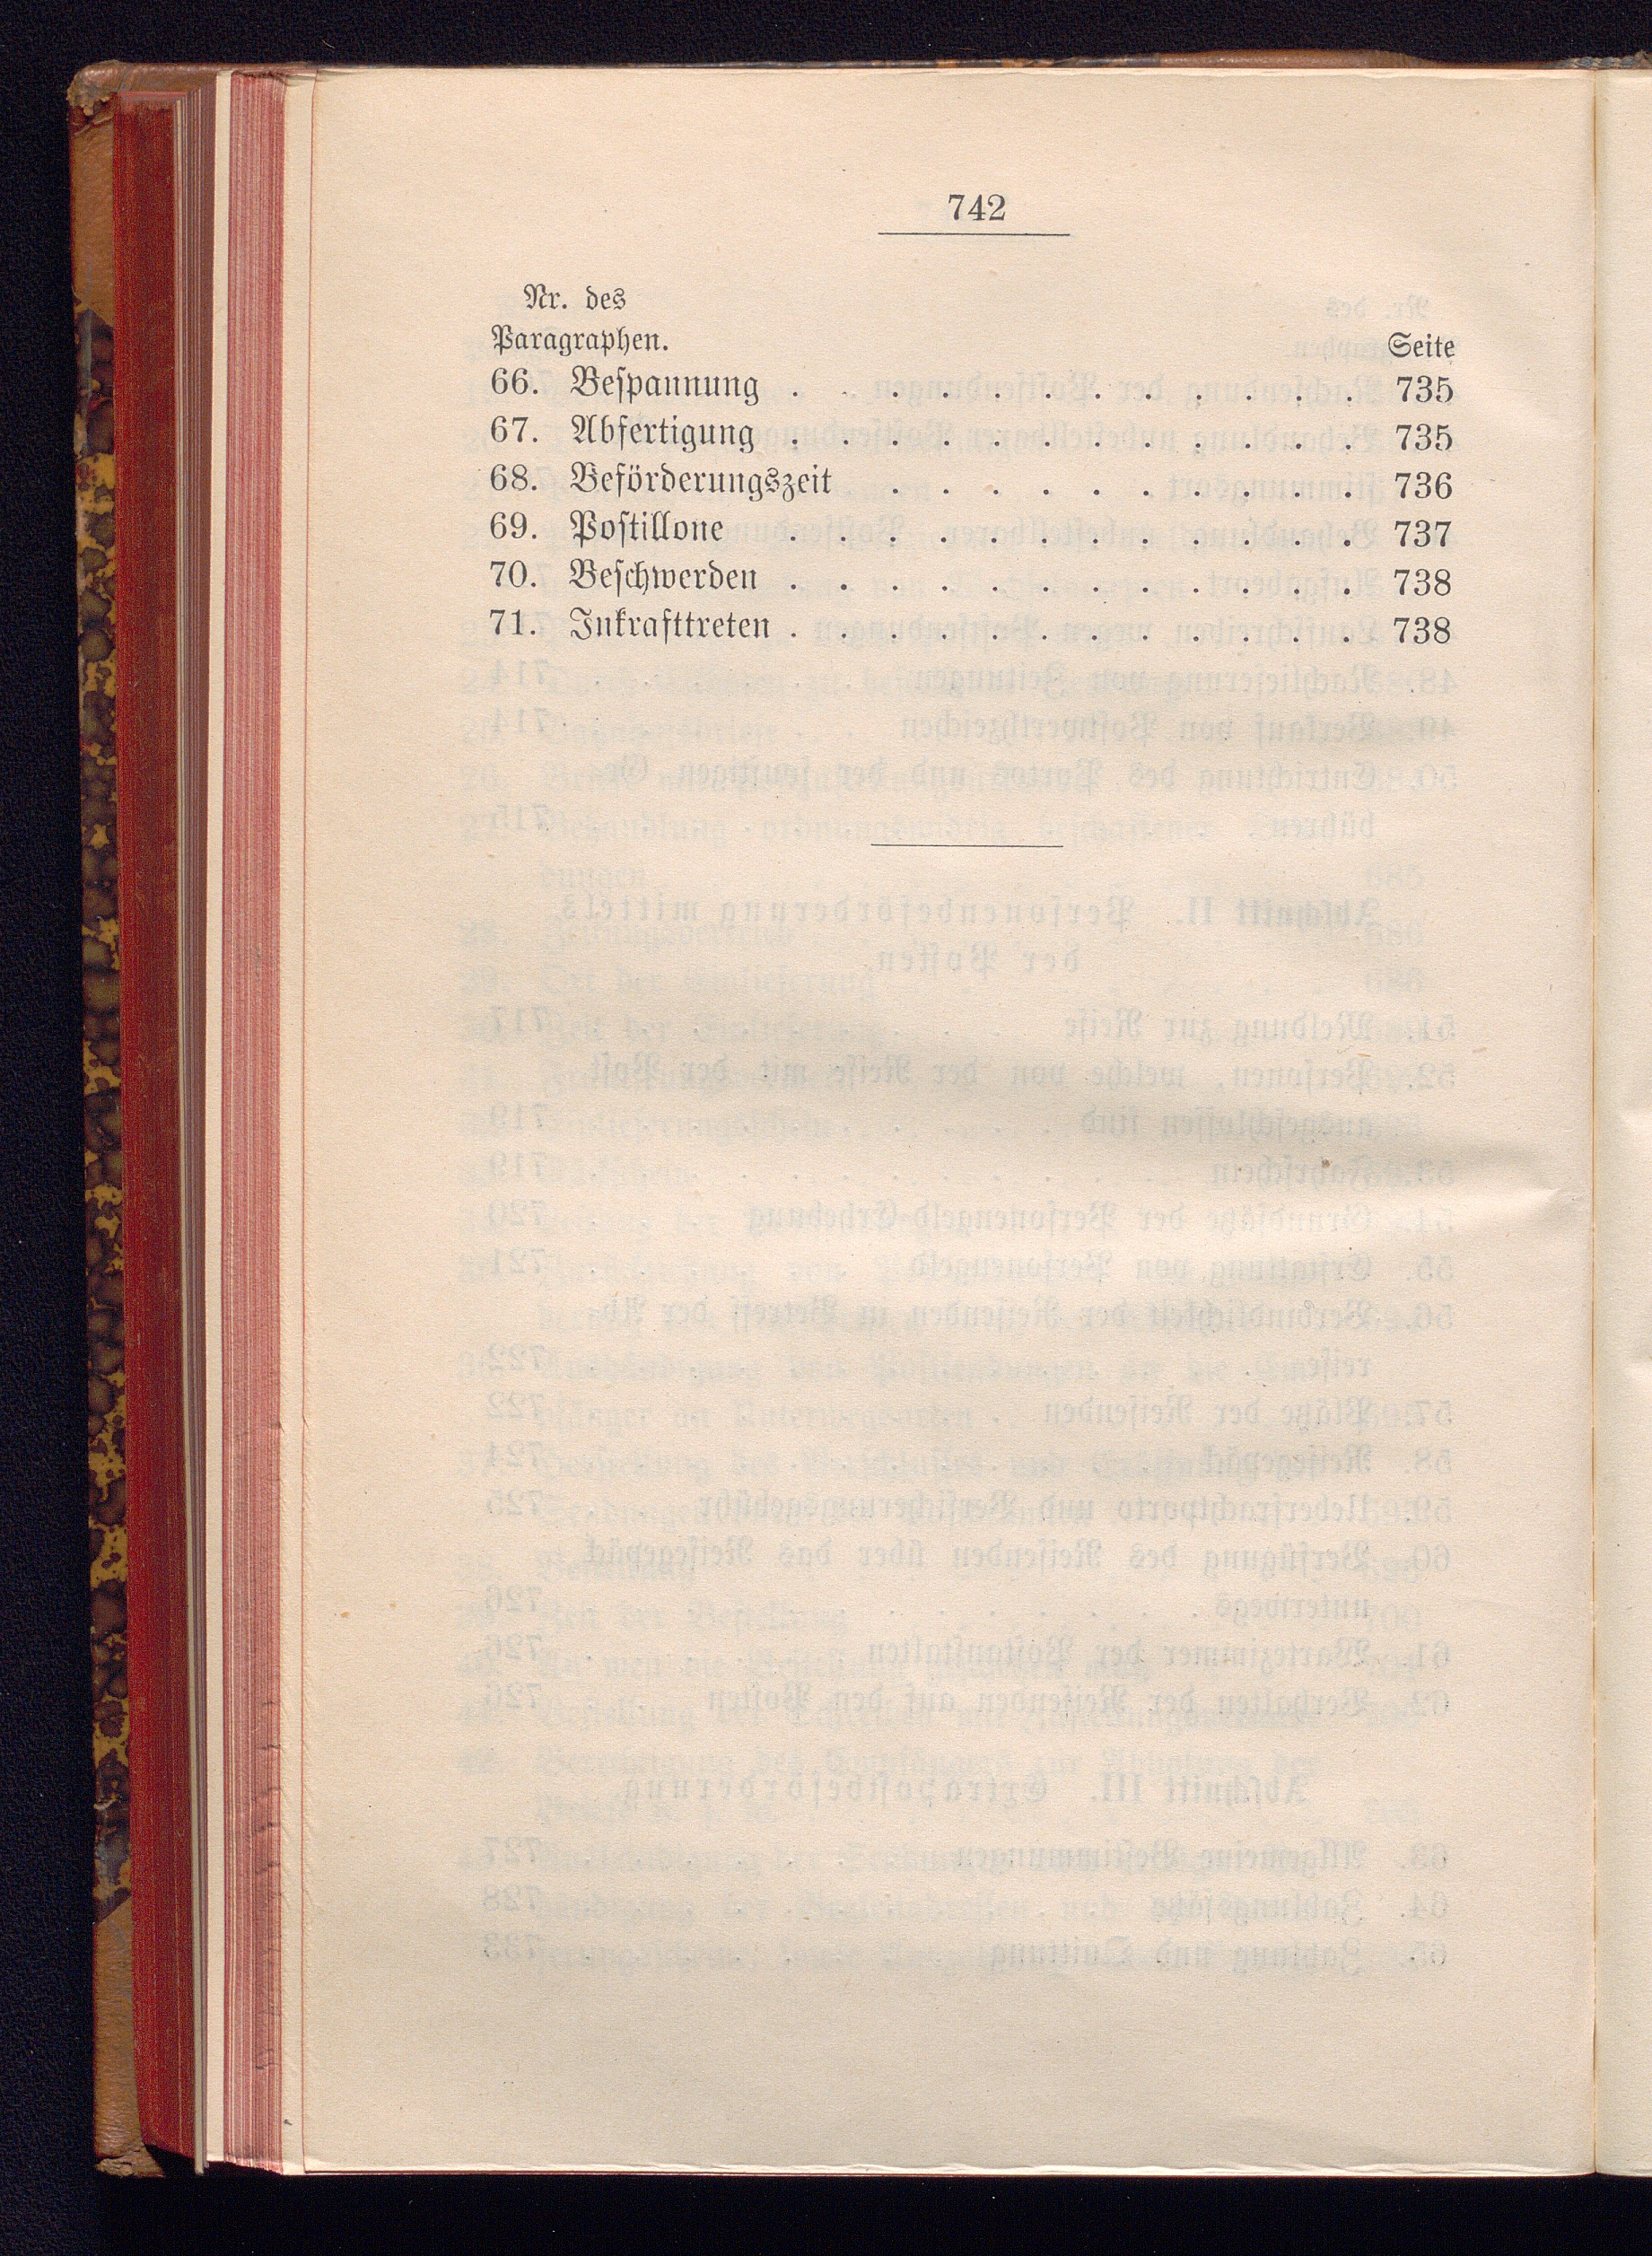 742
Nr. des
Paragraphen. Seite
66. Bespannung . . . . . . . . . . . . 735
67. Abfertigung . . . . . . . . . . . . 735
68. Beförderungszeit . . . . . . . . . . 736
69. Postillone . . . . . . . . . . . . 737
70. Beschwerden . . . . . . . . . . . . 738
71. Inkrafttreten . . . . . . . . . . . . 738